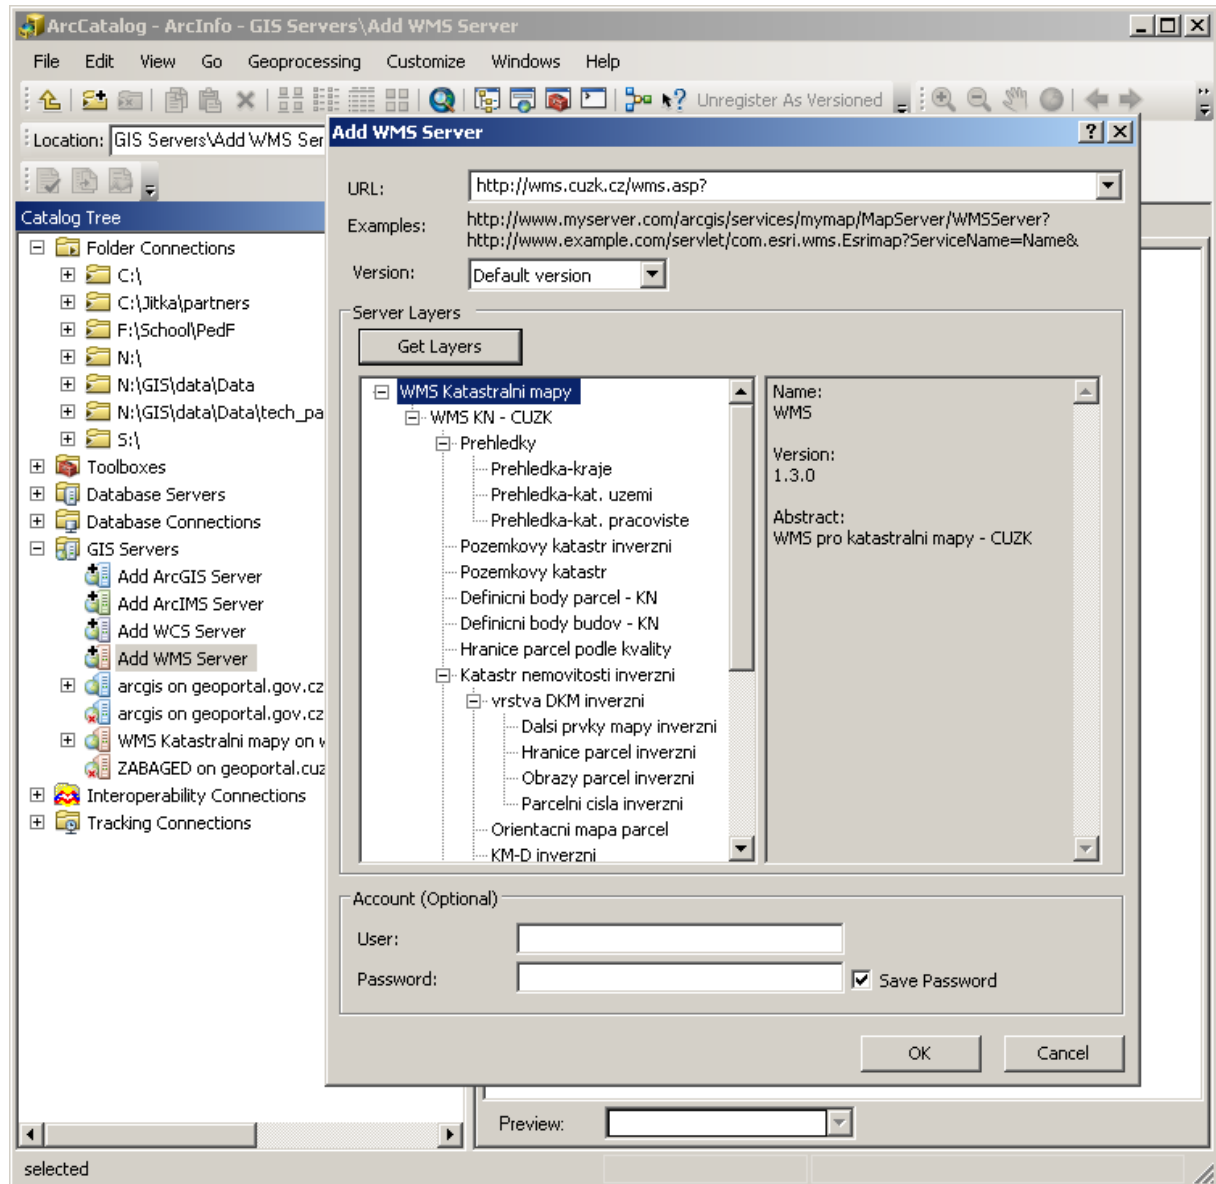 ArcCatalog - ArcInfo - GIS Servers\Add WMS Server
File Edit View Go Geoprocessing Customize Windows Help
Unregister As Versioned
Location: GIS Servers\Add WMS Ser
Catalog Tree
Folder Connections
C:\
C:\Jitka\partners
F:\School\PedF
N:\
N:\GIS\data\Data
N:\GIS\data\Data\tech_pa
S:\
Toolboxes
Database Servers
Database Connections
GIS Servers
Add ArcGIS Server
Add ArcIMS Server
Add WCS Server
Add WMS Server
arcgis on geoportal.gov.cz
arcgis on geoportal.gov.cz
WMS Katastralni mapy on w
ZABAGED on geoportal.cuz
Interoperability Connections
Tracking Connections
Add WMS Server
URL: http://wms.cuzk.cz/wms.asp?
Examples: http://www.myserver.com/arcgis/services/mymap/MapServer/WMSServer?
http://www.example.com/servlet/com.esri.wms.Esrimap?ServiceName=Name&
Version: Default version
Server Layers
Get Layers
WMS Katastralni mapy
WMS KN - CUZK
Prehledky
Prehledka-kraje
Prehledka-kat. uzemi
Prehledka-kat. pracoviste
Pozemkovy katastr inverzni
Pozemkovy katastr
Definicni body parcel - KN
Definicni body budov - KN
Hranice parcel podle kvality
Katastr nemovitosti inverzni
vrstva DKM inverzni
Dalsi prvky mapy inverzni
Hranice parcel inverzni
Obrazy parcel inverzni
Parcelni cisla inverzni
Orientacni mapa parcel
KM-D inverzni
Name:
WMS
Version:
1.3.0
Abstract:
WMS pro katastralni mapy - CUZK
Account (Optional)
User:
Password:
Save Password
OK Cancel
Preview:
selected